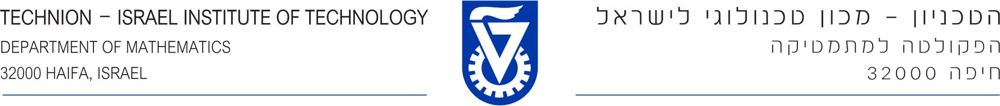 TECHNION – ISRAEL INSTITUTE OF TECHNOLOGY
DEPARTMENT OF MATHEMATICS
32000 HAIFA, ISRAEL
הטכניון – מכון טכנולוגי לישראל
הפקולטה למתמטיקה
חיפה 32000